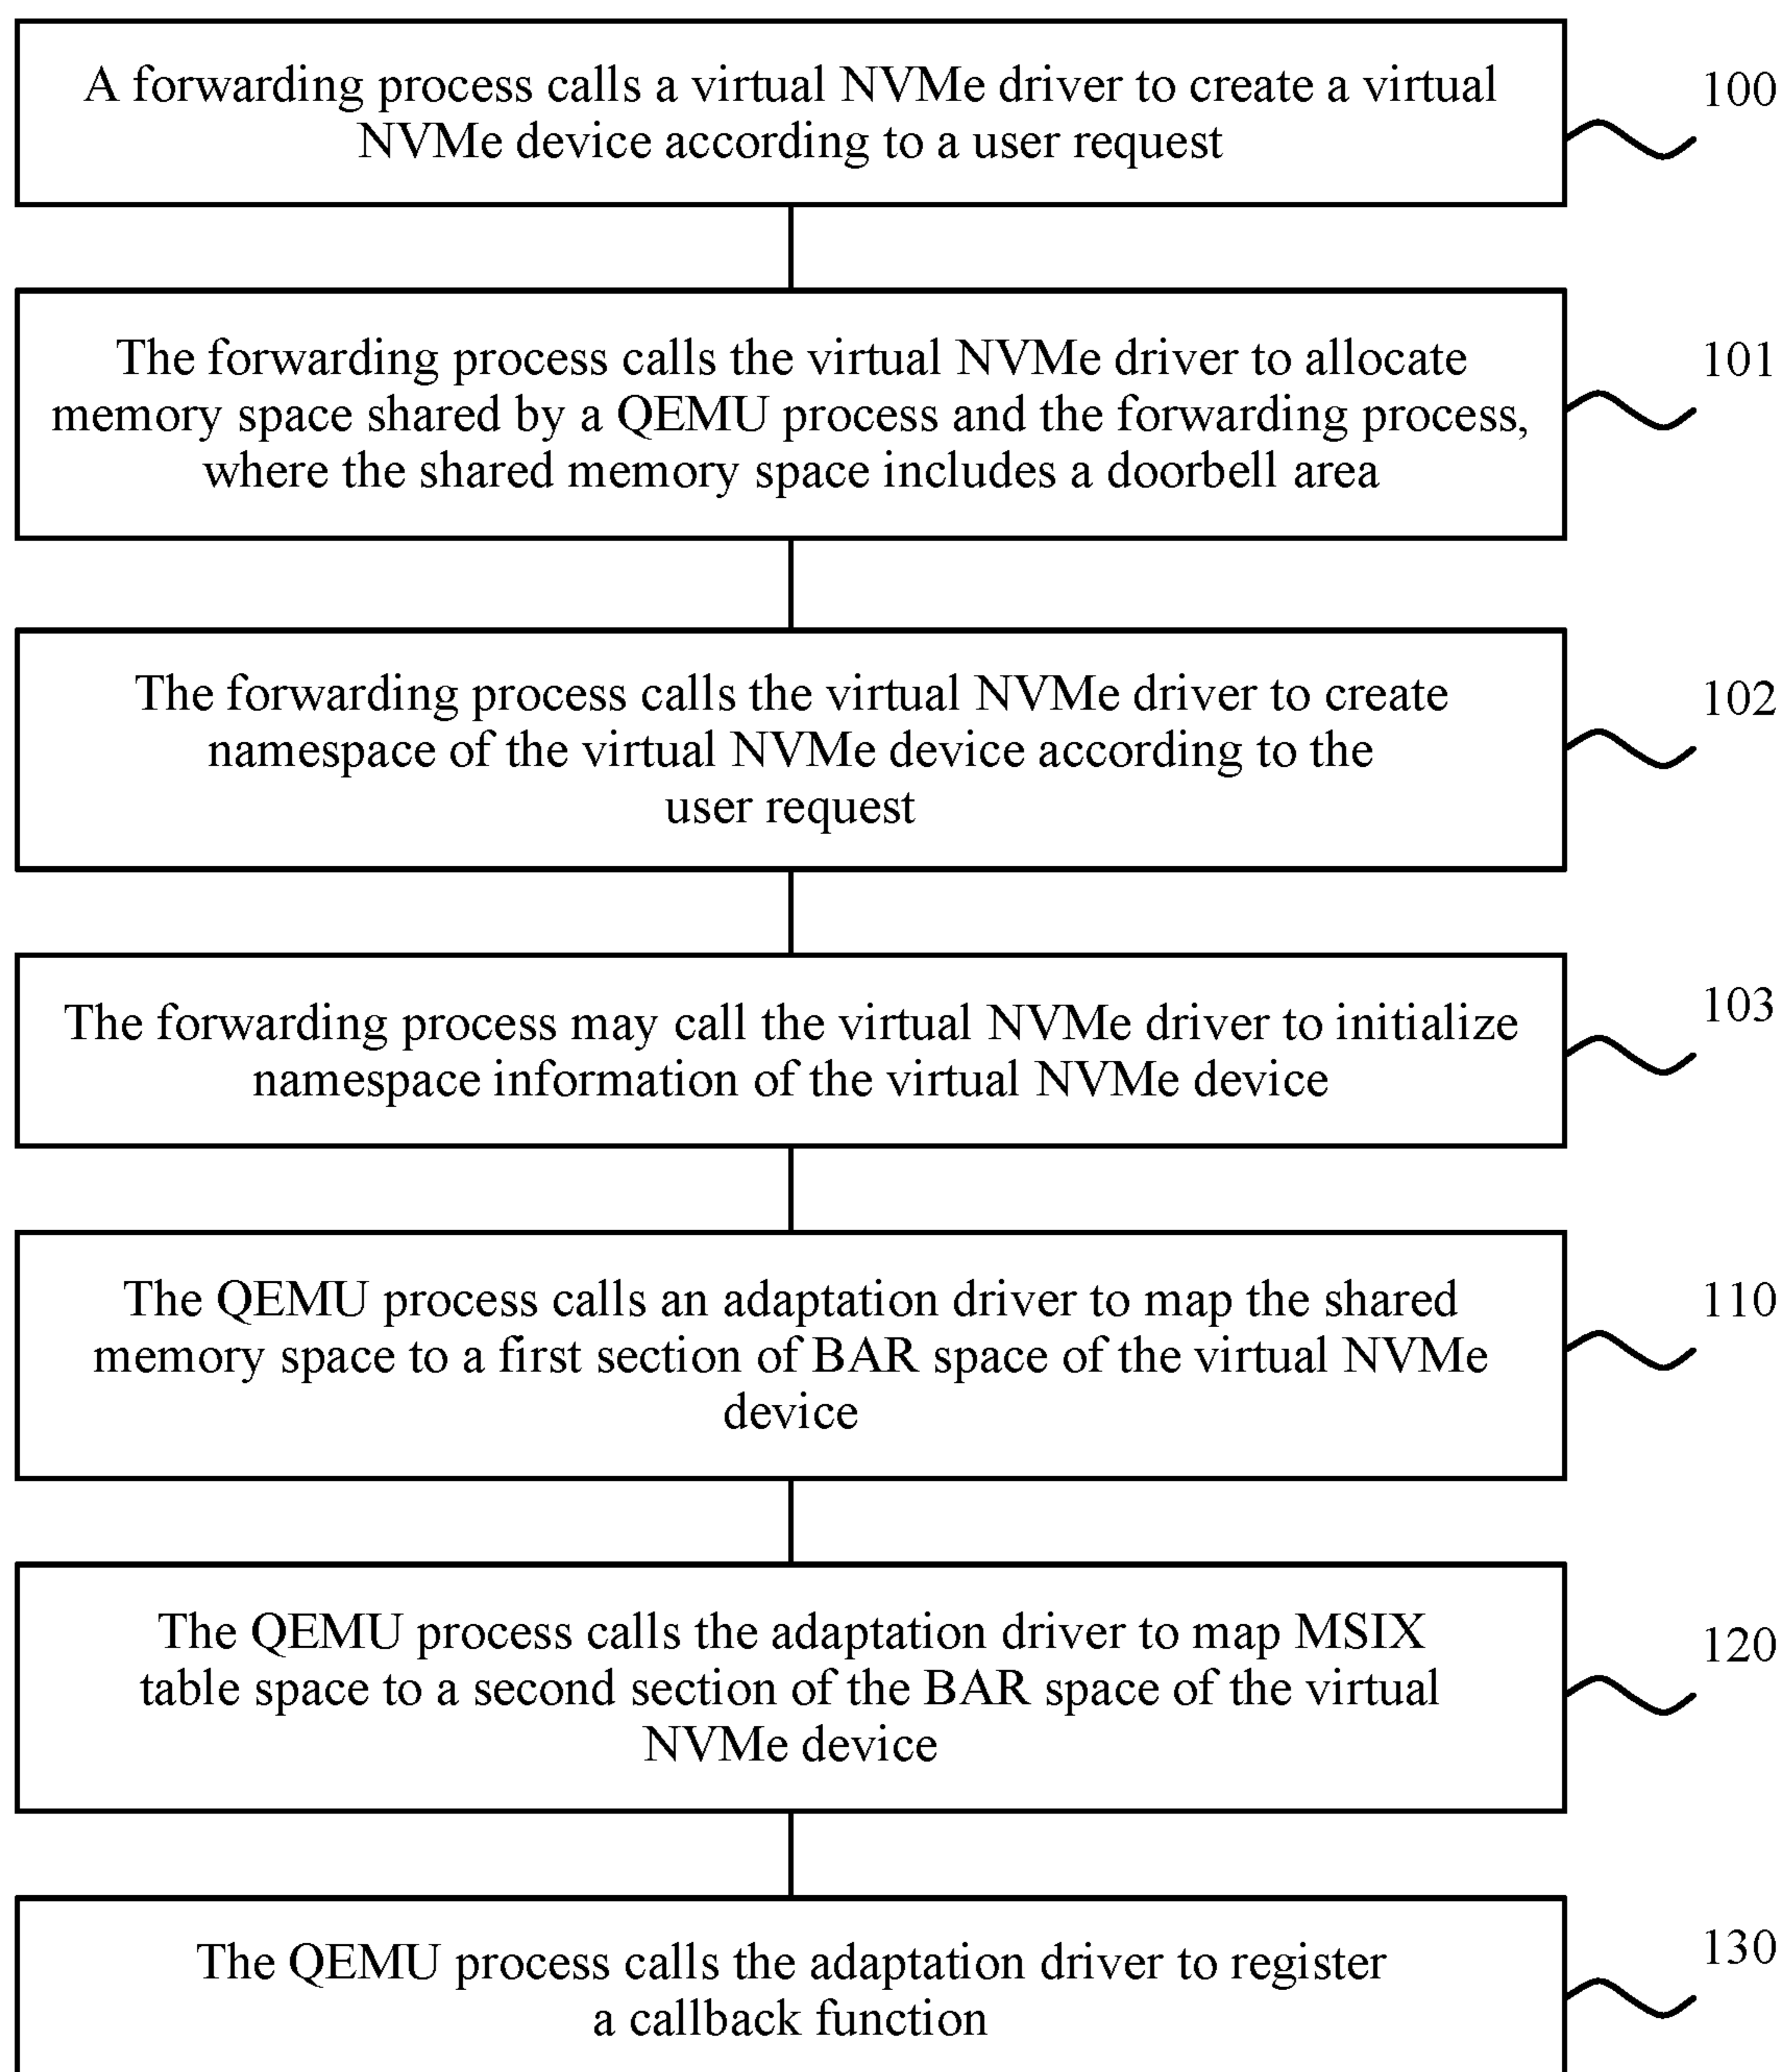 A forwarding process calls a virtual NVMe driver to create a virtual
NVMe device according to a user request
100
The forwarding process calls the virtual NVMe driver to allocate
memory space shared by a QEMU process and the forwarding process,
where the shared memory space includes a doorbell area
101
The forwarding process calls the virtual NVMe driver to create
namespace of the virtual NVMe device according to the
user request
102
The forwarding process may call the virtual NVMe driver to initialize
namespace information of the virtual NVMe device
103
The QEMU process calls an adaptation driver to map the shared
memory space to a first section of BAR space of the virtual NVMe
device
110
The QEMU process calls the adaptation driver to map MSIX
table space to a second section of the BAR space of the virtual
NVMe device
120
The QEMU process calls the adaptation driver to register
a callback function
130